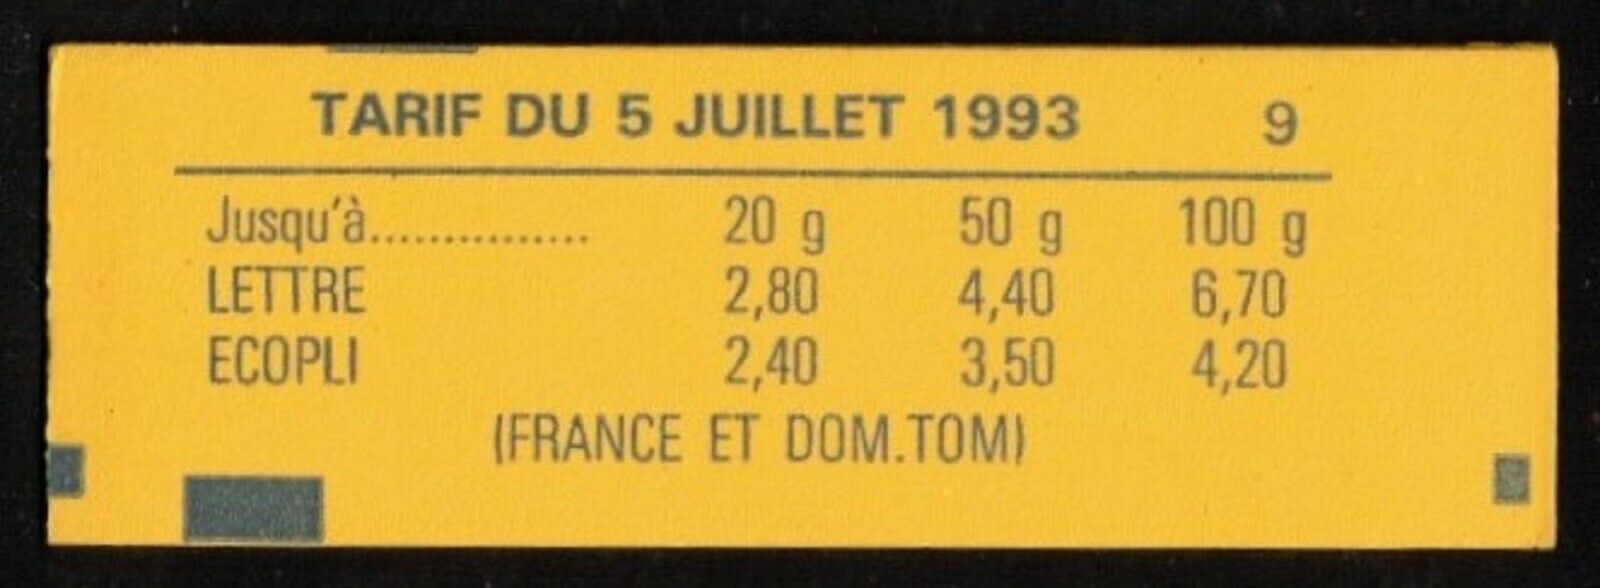 TARIF DU 5 JUILLET 1993 9
Jusqu'à............... 20 g 50 g 100 g
LETTRE 2,80 4,40 6,70
ECOPLI 2,40 3,50 4,20
(FRANCE ET DOM.TOM)